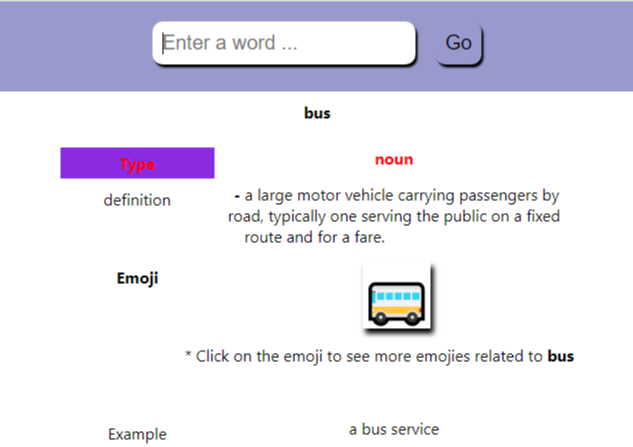 Enter a word ...
Go
bus
Type
noun
definition
- a large motor vehicle carrying passengers by
road, typically one serving the public on a fixed
route and for a fare.
Emoji
* Click on the emoji to see more emojies related to bus
Example
a bus service